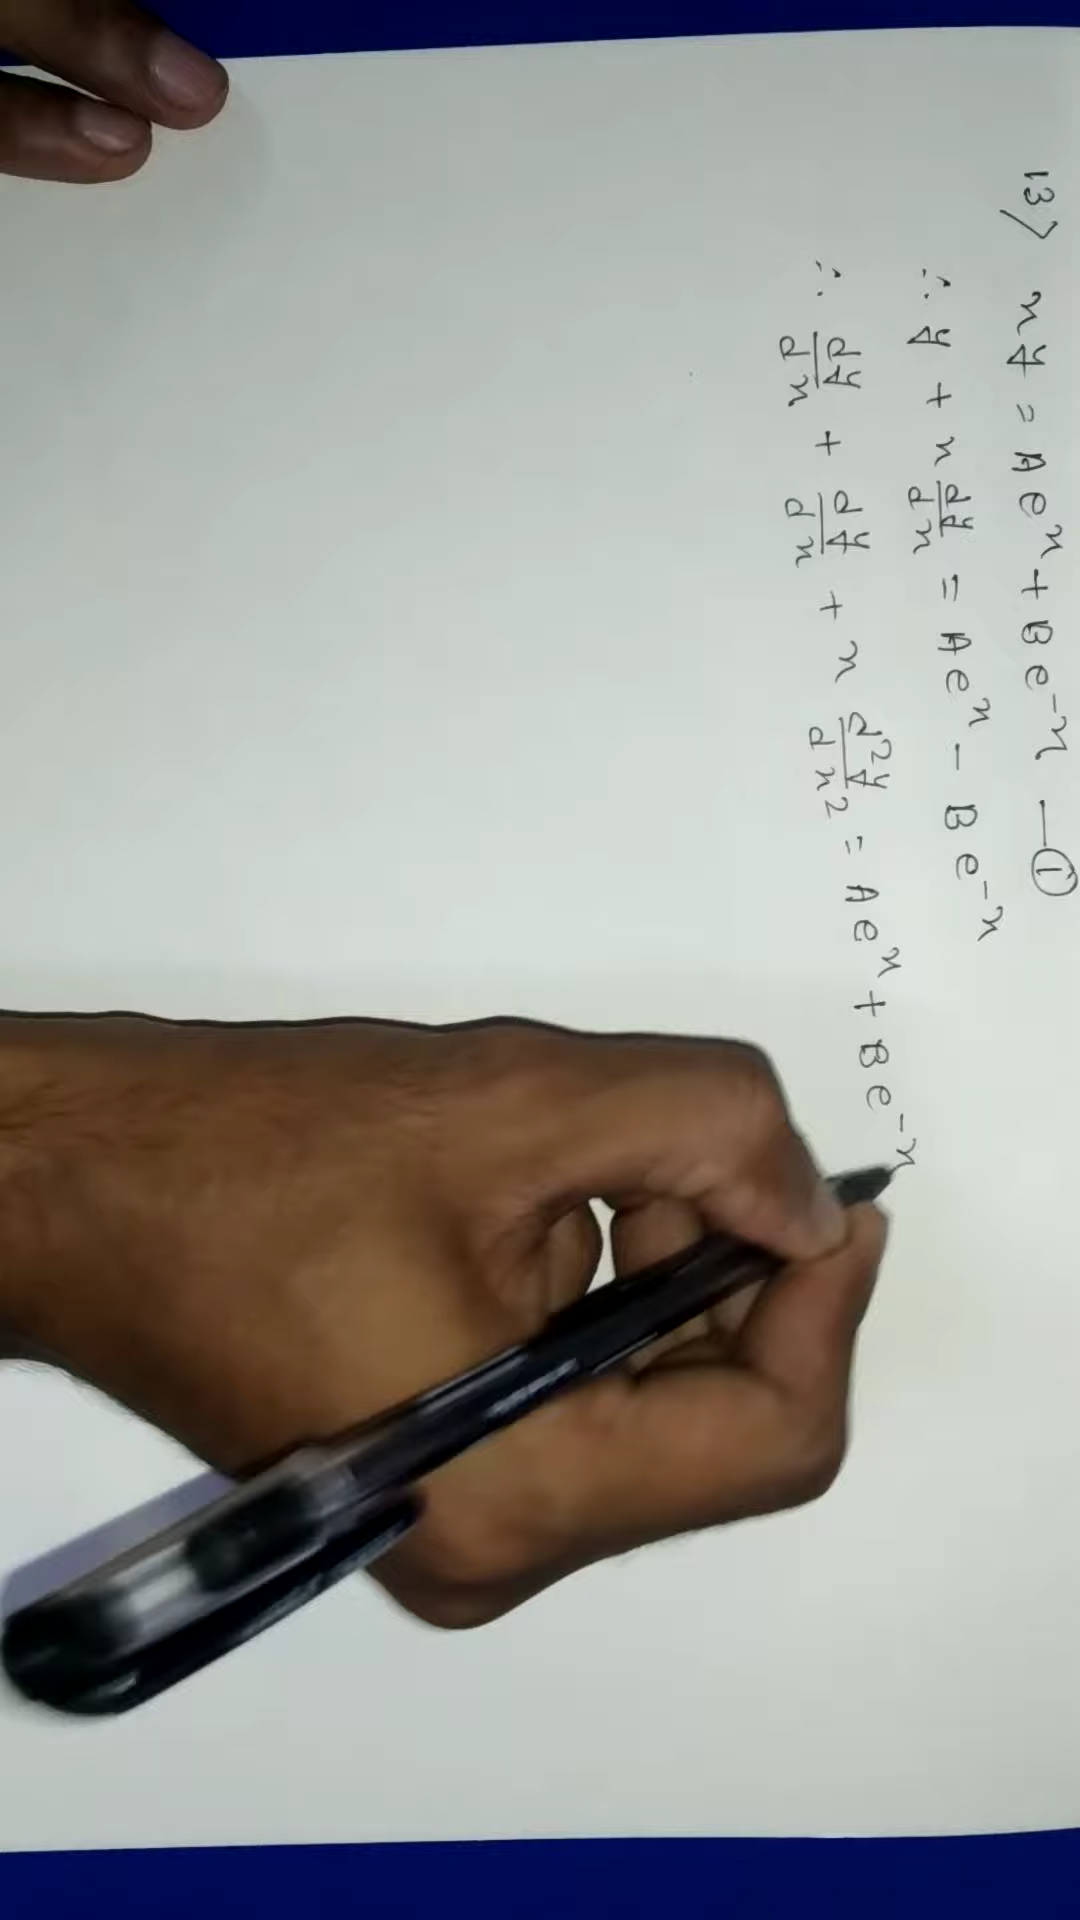 13) xy = Ae^x + Be^-x — ①
∴ y + x dy/dx = Ae^x - Be^-x
∴ dy/dx + dy/dx + x d²y/dx² = Ae^x + Be^-x